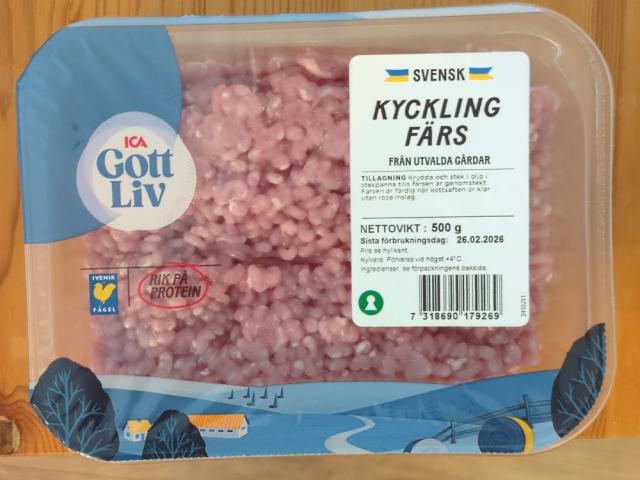 SVENSK
KYCKLING
FÄRS
FRÅN UTVALDA GÅRDAR
TILLAGNING Krydda och stek i olja i
stekpanna tills färsen är genomstekt.
Färsen är färdig när köttsaften är klar
utan rosa inslag.
NETTOVIKT : 500 g
Sista förbrukningsdag: 26.02.2026
Pris se hyllkant.
Kylvara: Förvaras vid högst +4°C.
Ingredienser, se förpackningens baksida.
7 318690 179269
3410251
ICA
Gott
Liv
SVENSK
FÅGEL
RIK PÅ
PROTEIN